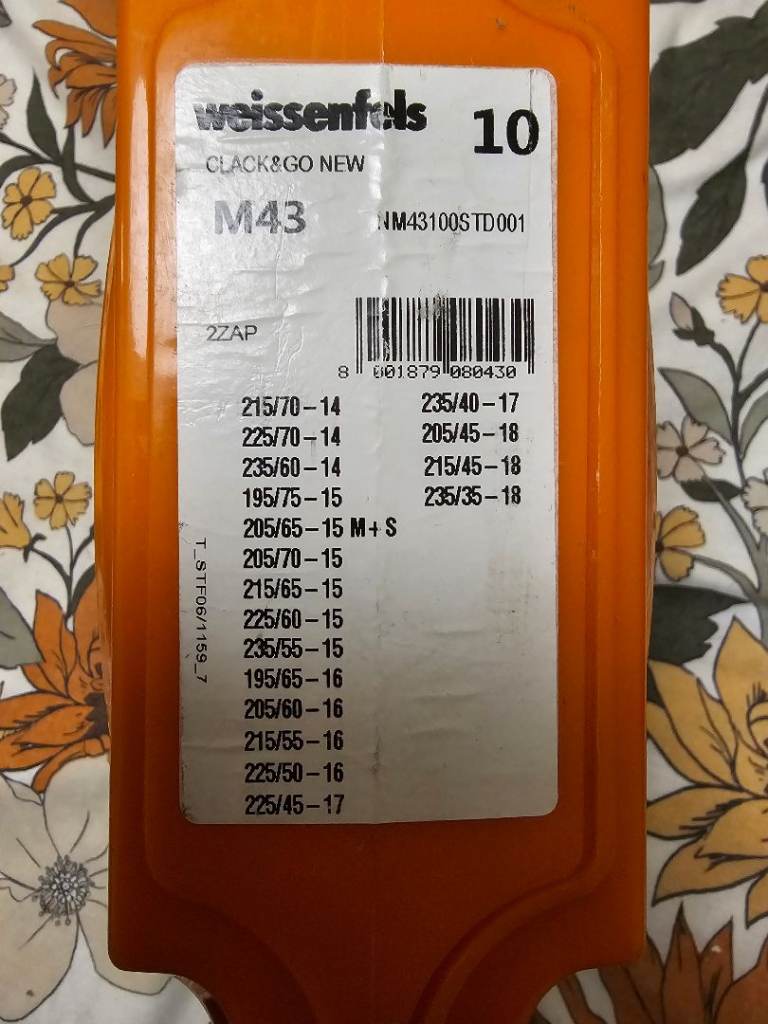 weissenfels 10
CLACK&GO NEW
M43 NM43100STD001
2ZAP
8 001879 080430
215/70-14 235/40-17
225/70-14 205/45-18
235/60-14 215/45-18
195/75-15 235/35-18
205/65-15 M+S
205/70-15
215/65-15
225/60-15
235/55-15
195/65-16
205/60-16
215/55-16
225/50-16
225/45-17
T_STF06/1159_7